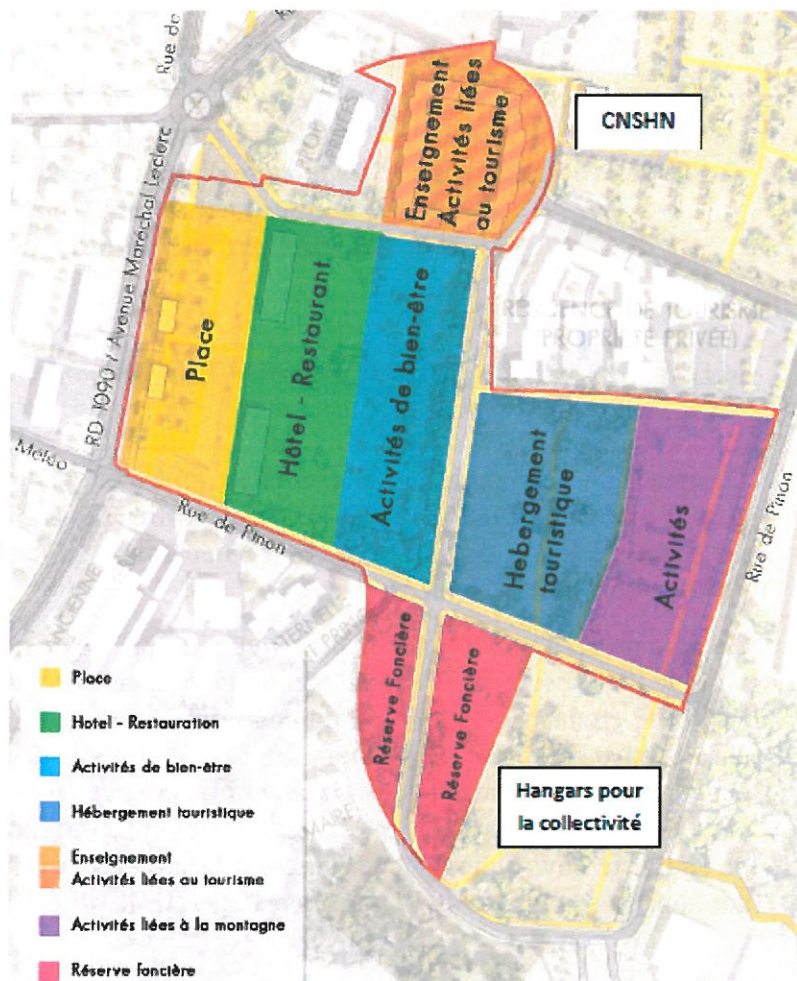 Rue de
CNSHN
Enseignement
Activités liées
au tourisme
RD 1090 / Avenue Maréchal Leclerc
Place
Hôtel - Restaurant
Activités de bien-être
RESIDENCE DE TOURISME
(PROPRIÉTÉ PRIVÉE)
Hebergement
touristique
Activités
Rue de Pinon
Rue de Pinon
ANCIENNE
Réserve Foncière
Réserve Foncière
Hangars pour
la collectivité
Place
Hotel - Restauration
Activités de bien-être
Hébergement touristique
Enseignement
Activités liées au tourisme
Activités liées à la montagne
Réserve foncière